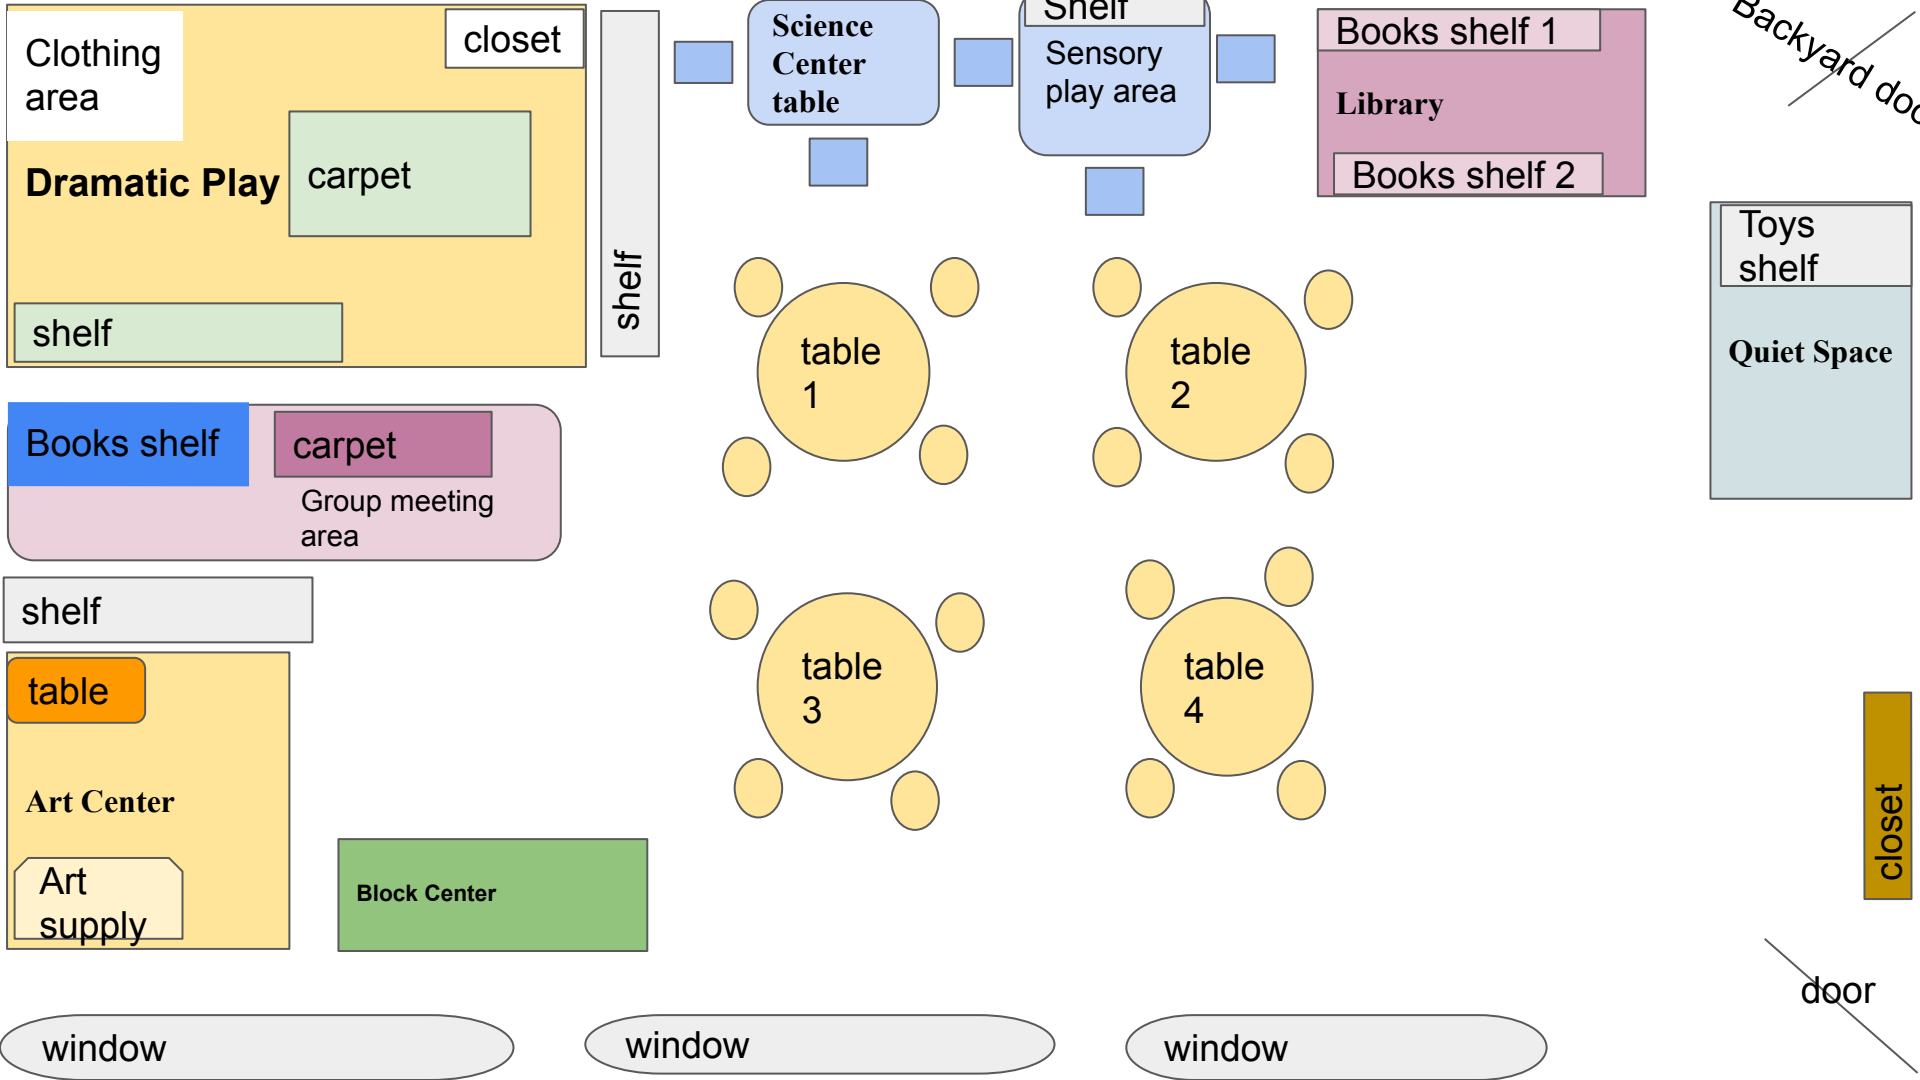 Clothing
area
closet
Dramatic Play
carpet
shelf
shelf
Science
Center
table
Shelf
Sensory
play area
Books shelf 1
Library
Books shelf 2
Backyard door
Toys
shelf
Quiet Space
table
1
table
2
Books shelf
carpet
Group meeting
area
shelf
table
Art Center
Art
supply
Block Center
table
3
table
4
closet
door
window
window
window